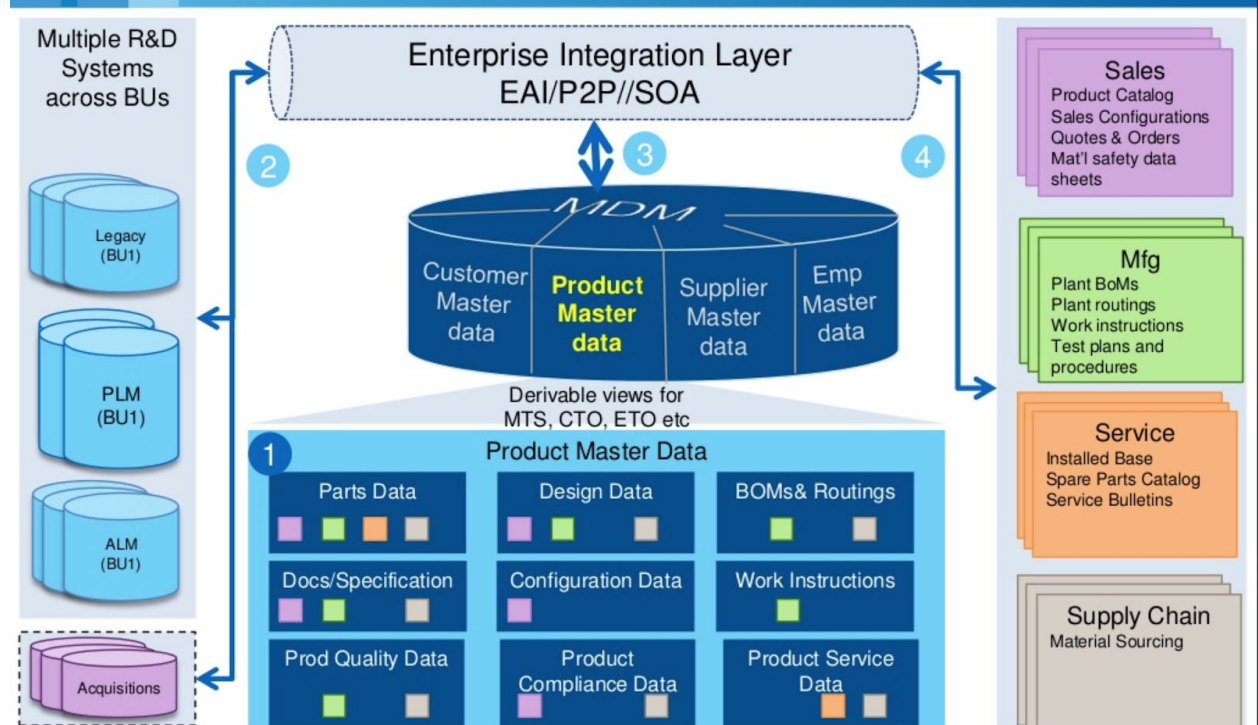 Multiple R&D
Systems
across BUs
Legacy
(BU1)
PLM
(BU1)
ALM
(BU1)
Acquisitions
Enterprise Integration Layer
EAI/P2P//SOA
2
3
4
MDM
Customer
Master
data
Product
Master
data
Supplier
Master
data
Emp
Master
data
Derivable views for
MTS, CTO, ETO etc
1
Product Master Data
Parts Data
Design Data
BOMs& Routings
Docs/Specification
Configuration Data
Work Instructions
Prod Quality Data
Product
Compliance Data
Product Service
Data
Sales
Product Catalog
Sales Configurations
Quotes & Orders
Mat'l safety data
sheets
Mfg
Plant BoMs
Plant routings
Work instructions
Test plans and
procedures
Service
Installed Base
Spare Parts Catalog
Service Bulletins
Supply Chain
Material Sourcing